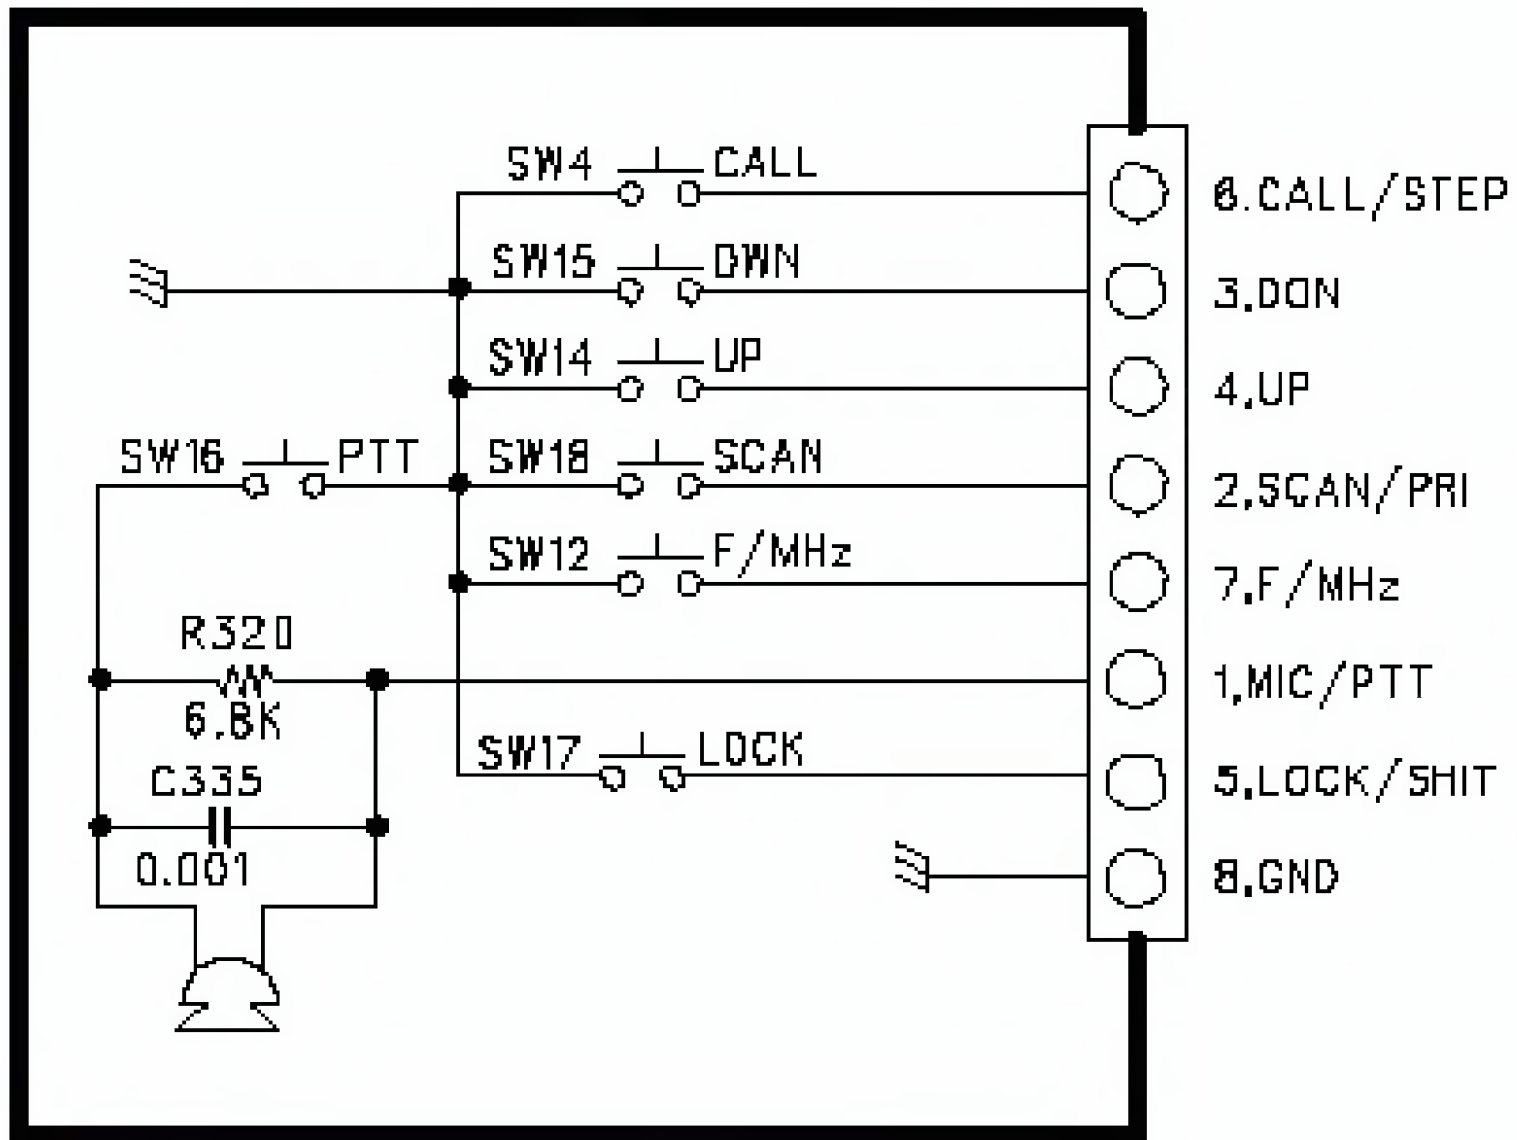 SW4 CALL
6.CALL/STEP
SW15 DWN
3.DON
SW14 UP
4.UP
SW16 PTT
SW18 SCAN
2.SCAN/PRI
SW12 F/MHz
7.F/MHz
R320
6.8K
1.MIC/PTT
SW17 LOCK
5.LOCK/SHIT
C335
0.001
8.GND